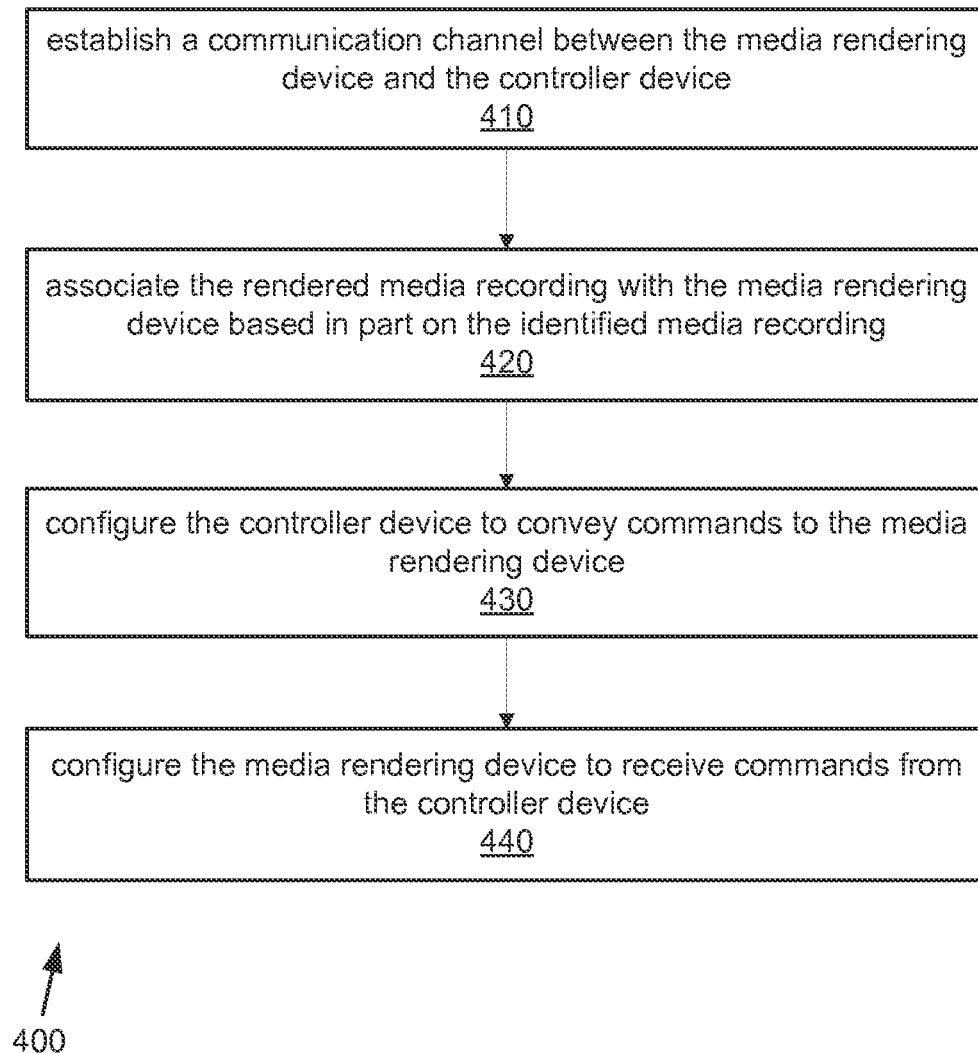 establish a communication channel between the media rendering
device and the controller device
410
associate the rendered media recording with the media rendering
device based in part on the identified media recording
420
configure the controller device to convey commands to the media
rendering device
430
configure the media rendering device to receive commands from
the controller device
440
400